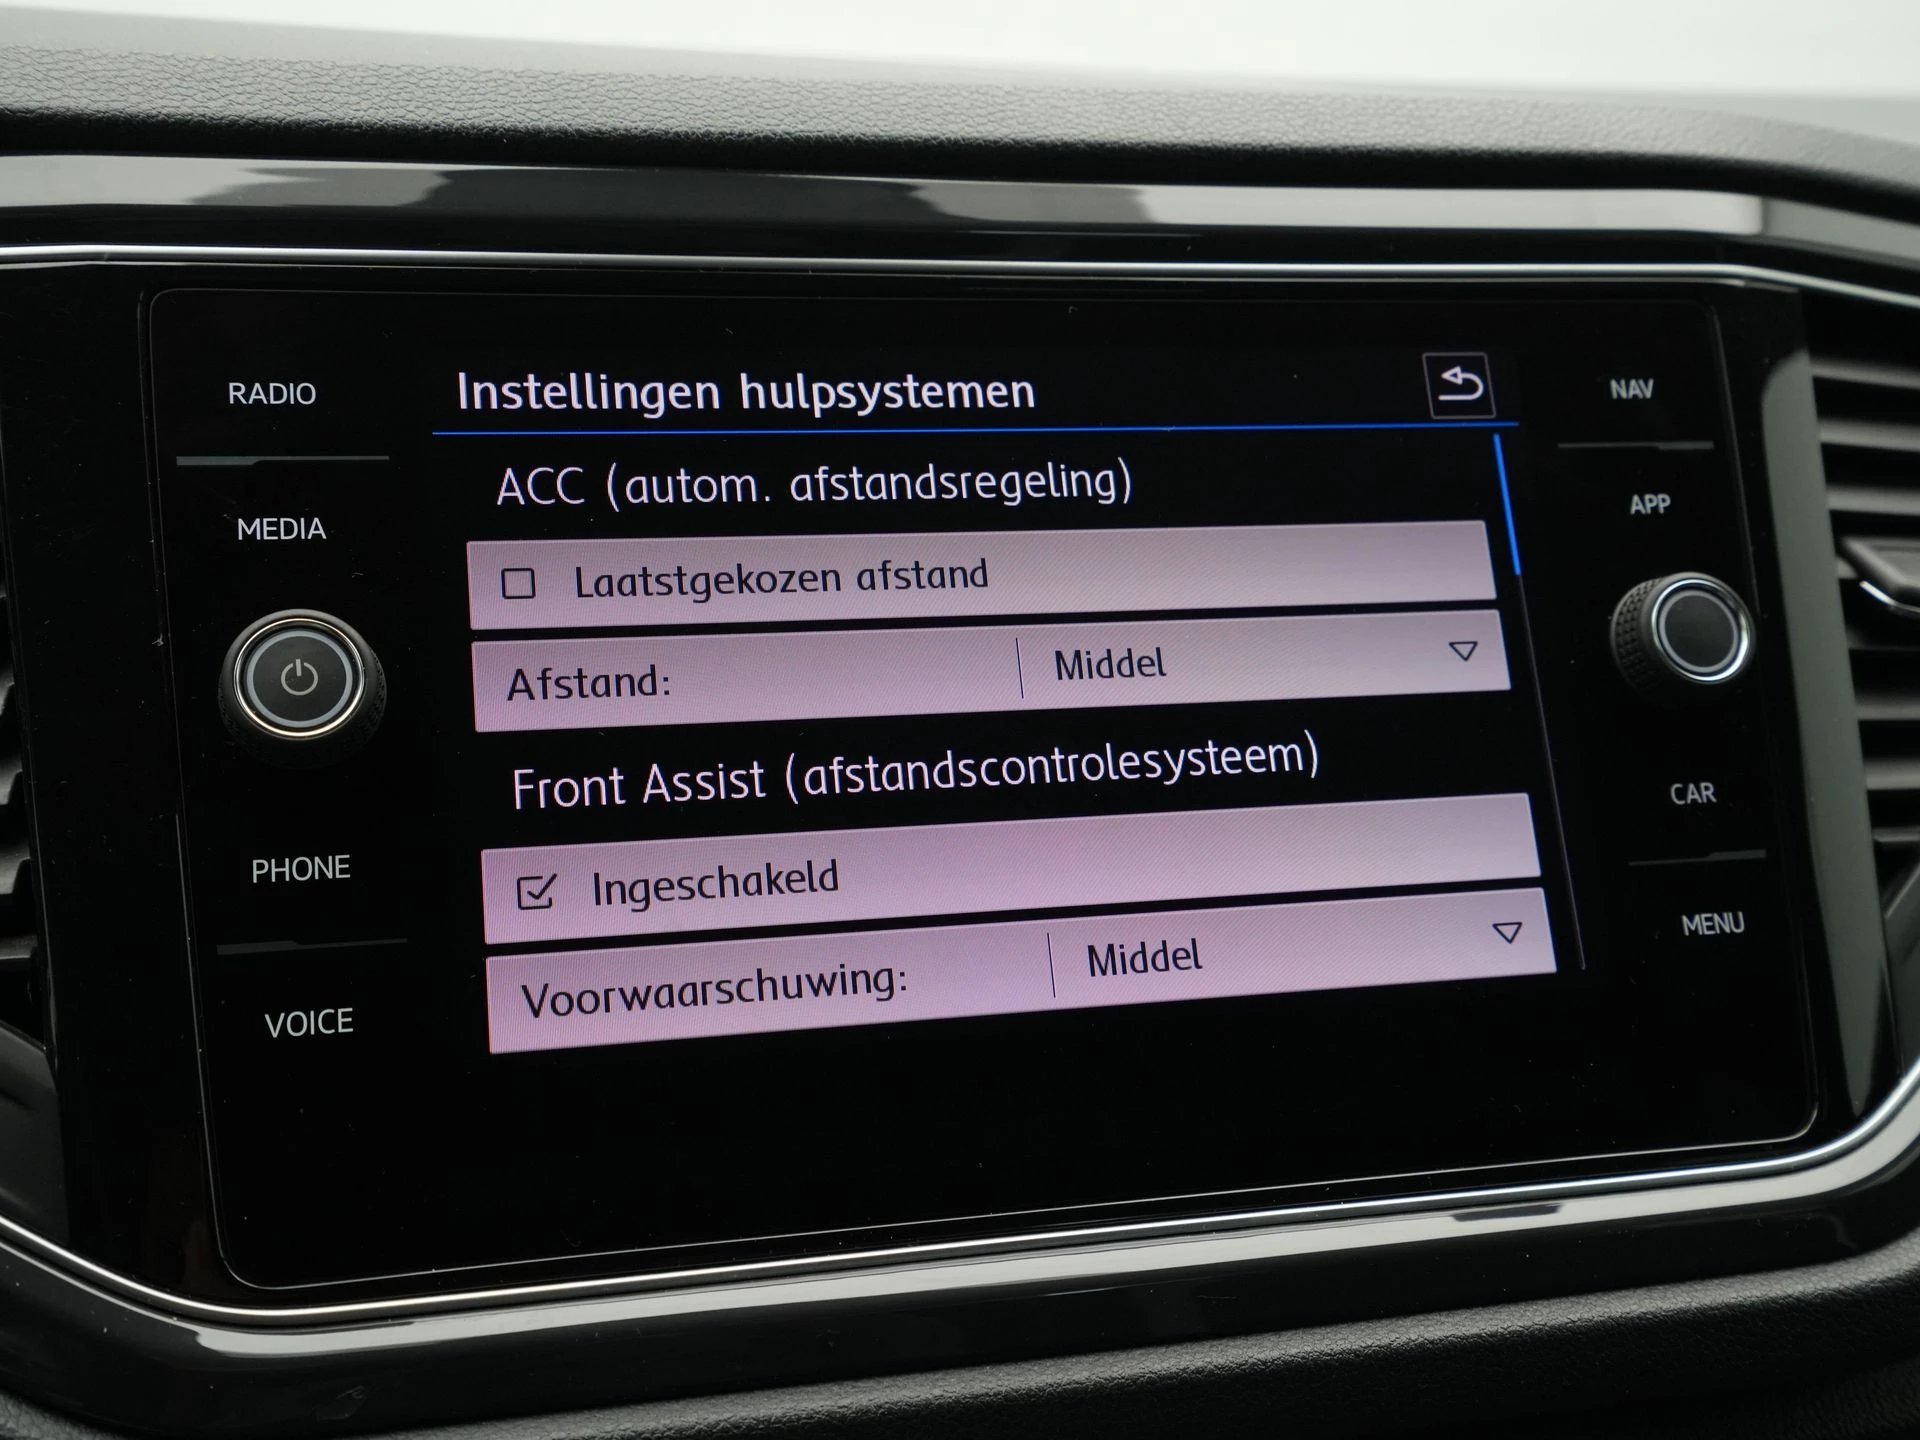 Instellingen hulpsystemen
ACC (autom. afstandsregeling)
Laatstgekozen afstand
Afstand: Middel
Front Assist (afstandscontrolesysteem)
Ingeschakeld
Voorwaarschuwing: Middel
RADIO
MEDIA
PHONE
VOICE
NAV
APP
CAR
MENU